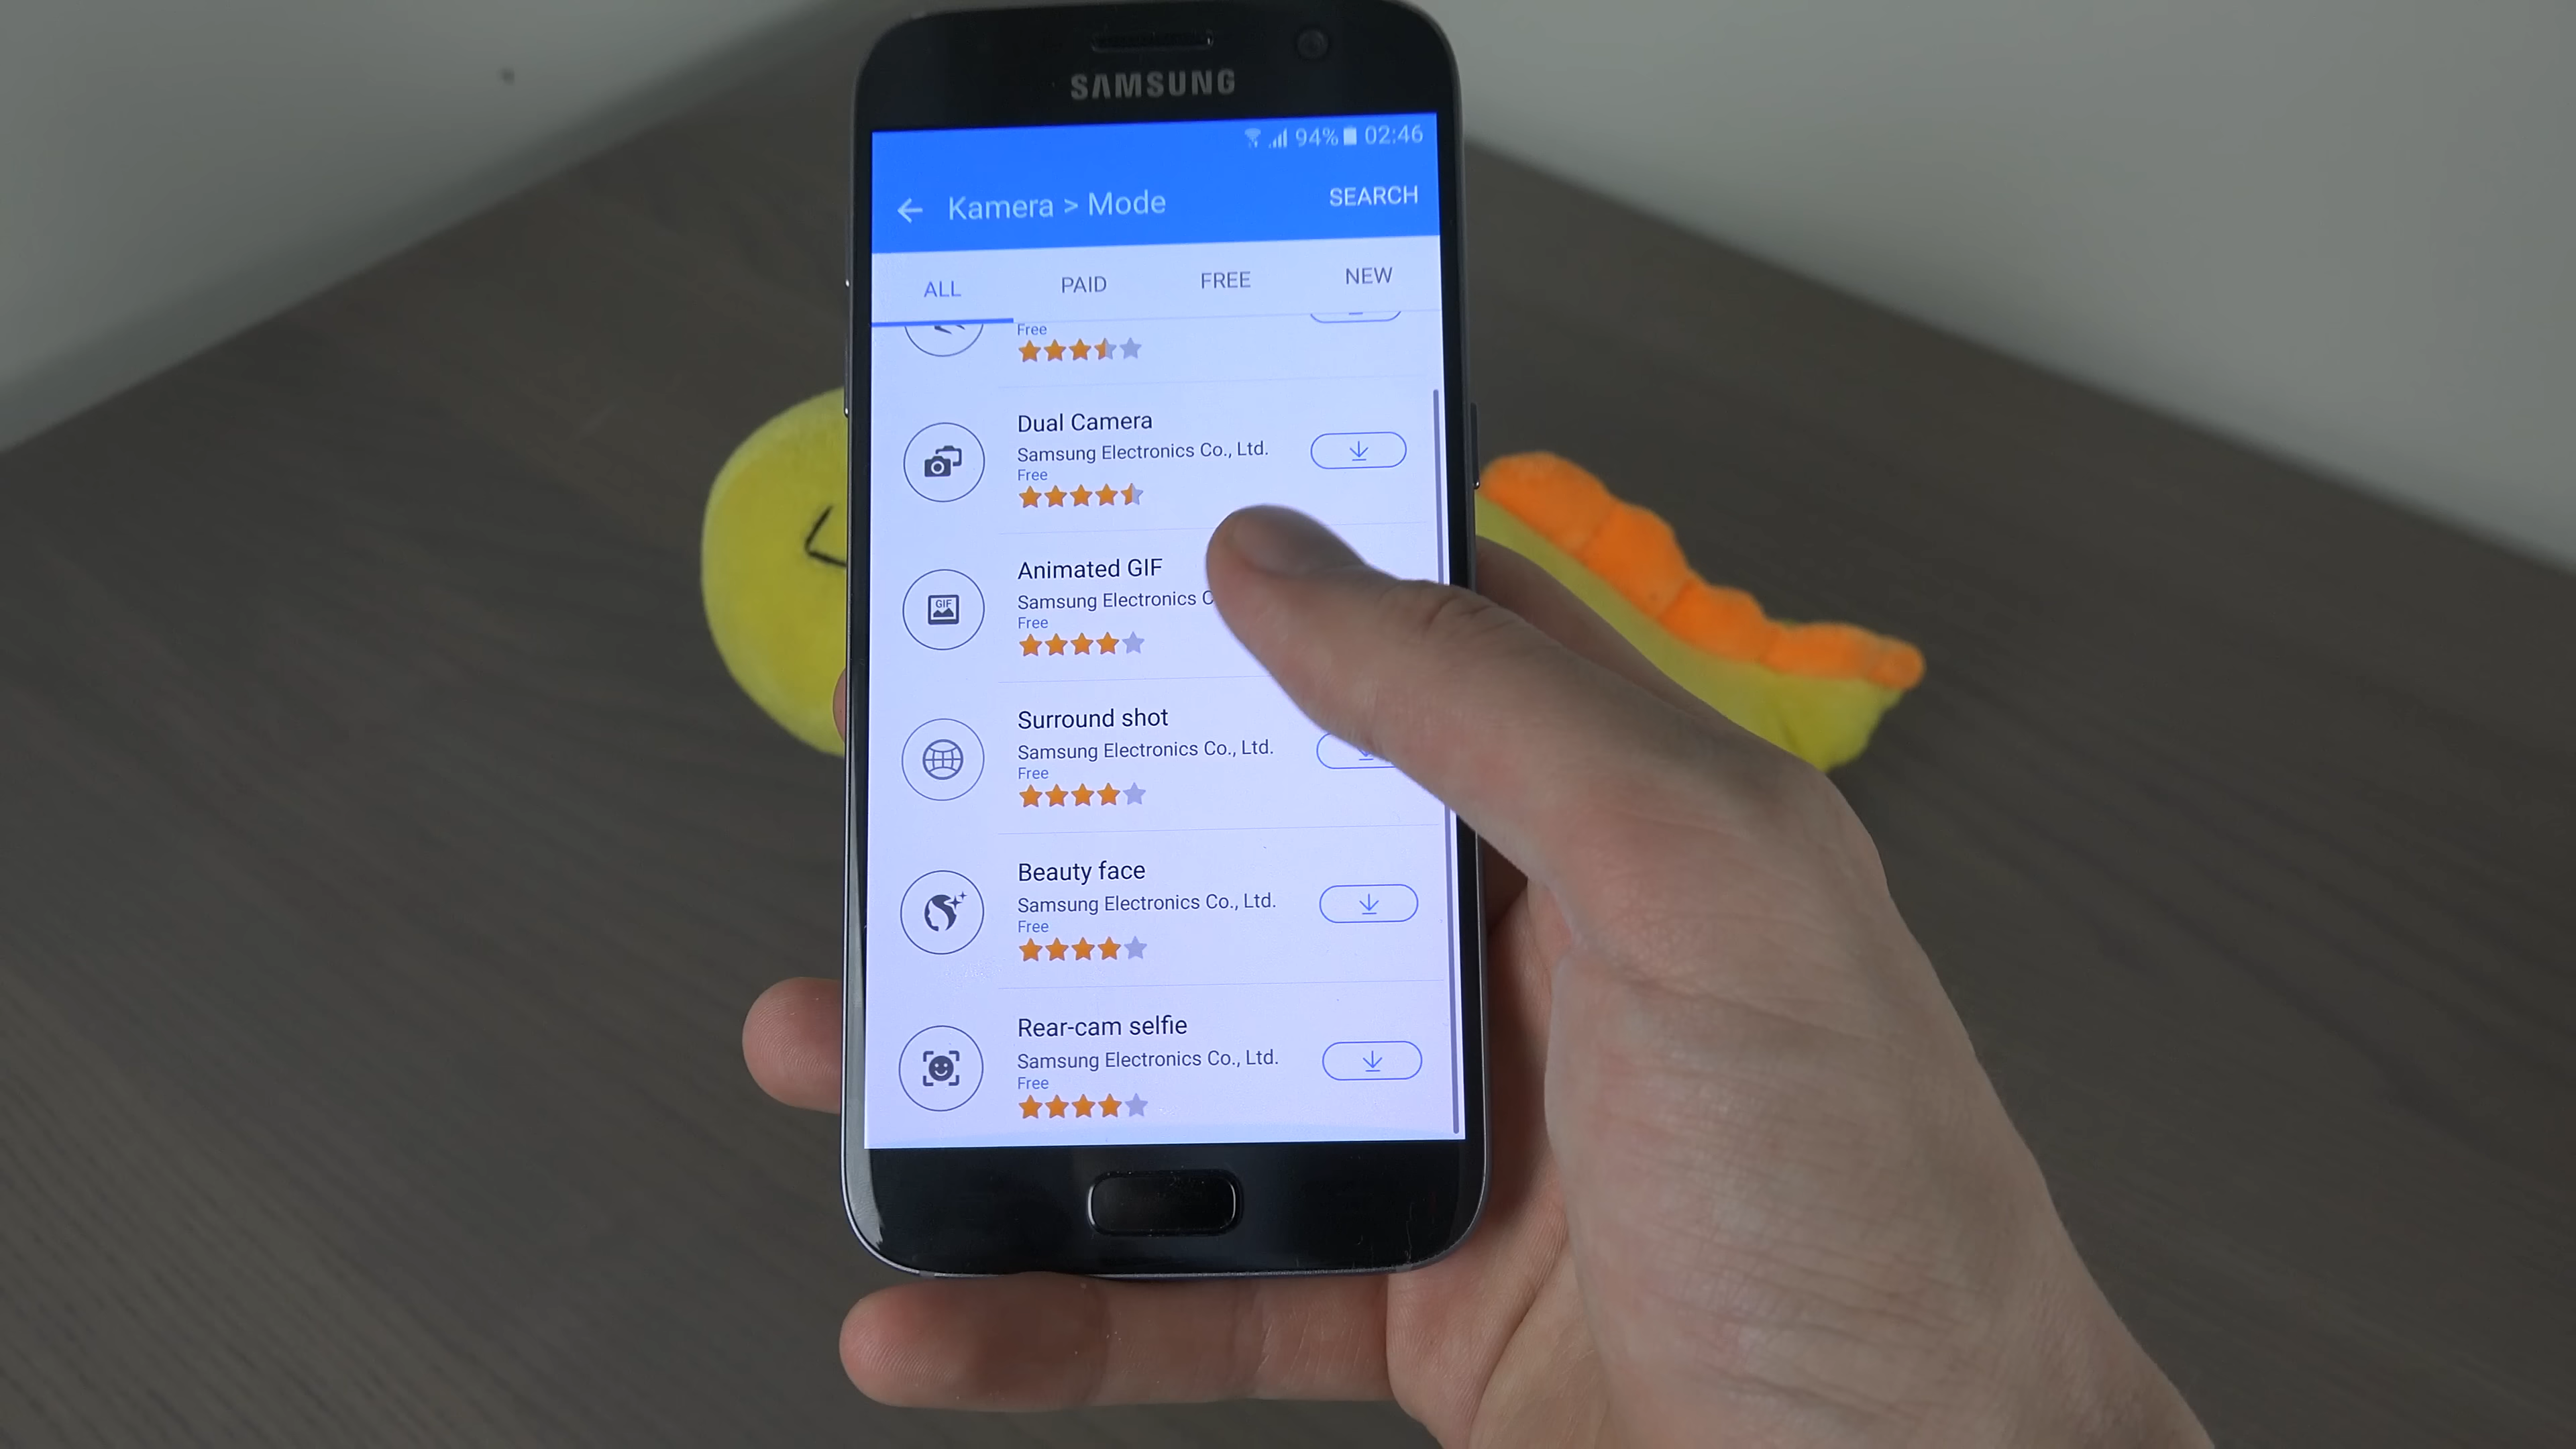 SAMSUNG
94% 02:46
Kamera > Mode SEARCH
ALL PAID FREE NEW
Free
Dual Camera
Samsung Electronics Co., Ltd.
Free
Animated GIF
GIF
Samsung Electronics C
Free
Surround shot
Samsung Electronics Co., Ltd.
Free
Beauty face
Samsung Electronics Co., Ltd.
Free
Rear-cam selfie
Samsung Electronics Co., Ltd.
Free